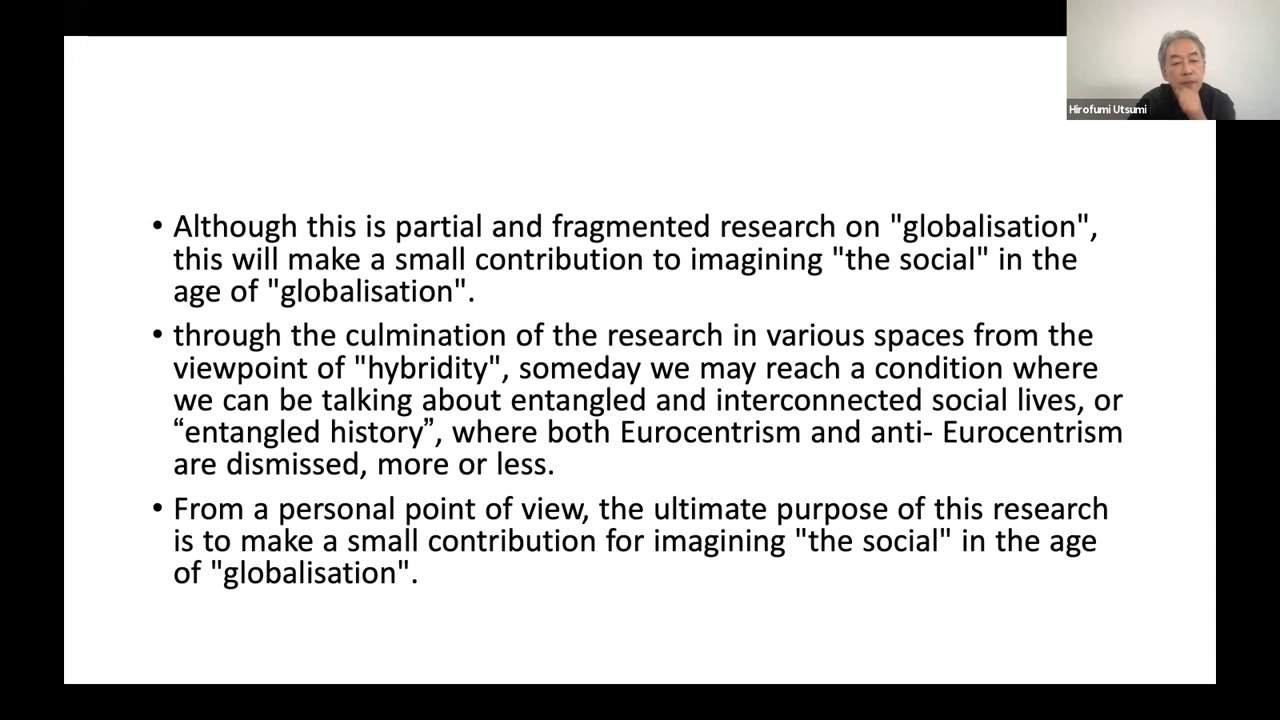 Hirofumi Utsumi
• Although this is partial and fragmented research on "globalisation",
this will make a small contribution to imagining "the social" in the
age of "globalisation".
• through the culmination of the research in various spaces from the
viewpoint of "hybridity", someday we may reach a condition where
we can be talking about entangled and interconnected social lives, or
“entangled history”, where both Eurocentrism and anti- Eurocentrism
are dismissed, more or less.
• From a personal point of view, the ultimate purpose of this research
is to make a small contribution for imagining "the social" in the age
of "globalisation".